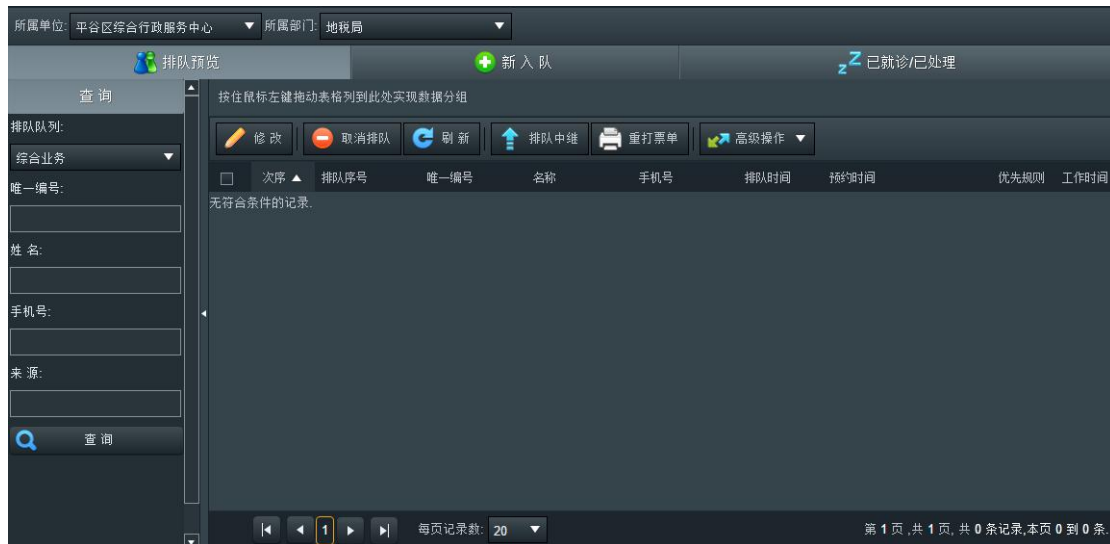 所属单位: 平谷区综合行政服务中心 所属部门: 地税局
排队预览 新入队 zZ 已就诊/已处理
查询
按住鼠标左键拖动表格列到此处实现数据分组
排队队列:
综合业务
修改 取消排队 刷新 排队中继 重打票单 高级操作
次序 排队序号 唯一编号 名称 手机号 排队时间 预约时间 优先规则 工作时间
无符合条件的记录.
唯一编号:
姓 名:
手机号:
来 源:
查询
1 每页记录数: 20 第 1 页 ,共 1 页, 共 0 条记录,本页 0 到 0 条.